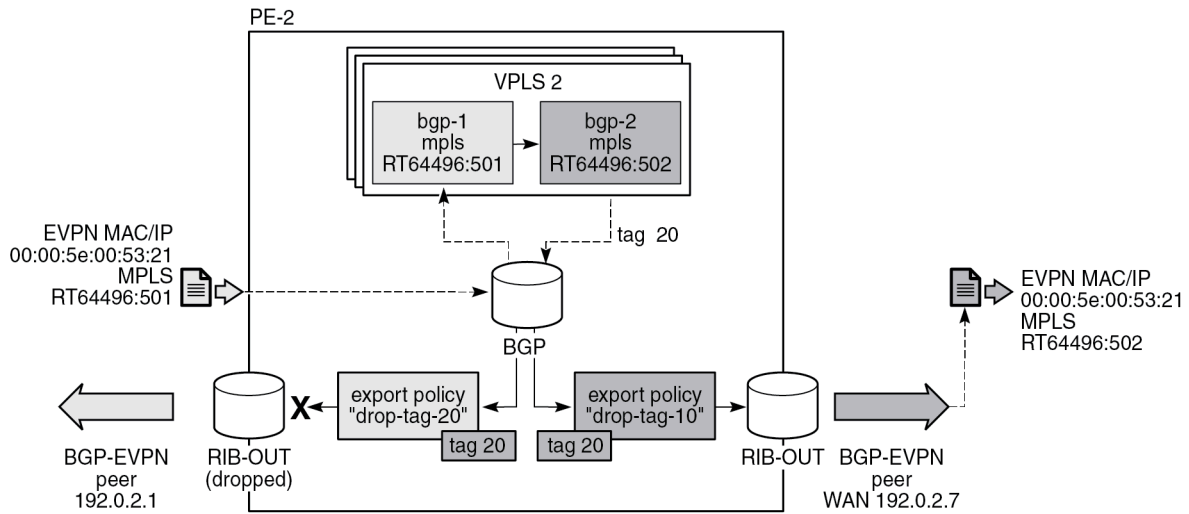 PE-2
VPLS 2
bgp-1
mpls
RT64496:501
bgp-2
mpls
RT64496:502
tag 20
EVPN MAC/IP
00:00:5e:00:53:21
MPLS
RT64496:501
EVPN MAC/IP
00:00:5e:00:53:21
MPLS
RT64496:502
BGP
export policy
"drop-tag-20"
tag 20
export policy
"drop-tag-10"
tag 20
X
BGP-EVPN
peer
192.0.2.1
RIB-OUT
(dropped)
RIB-OUT
BGP-EVPN
peer
WAN 192.0.2.7